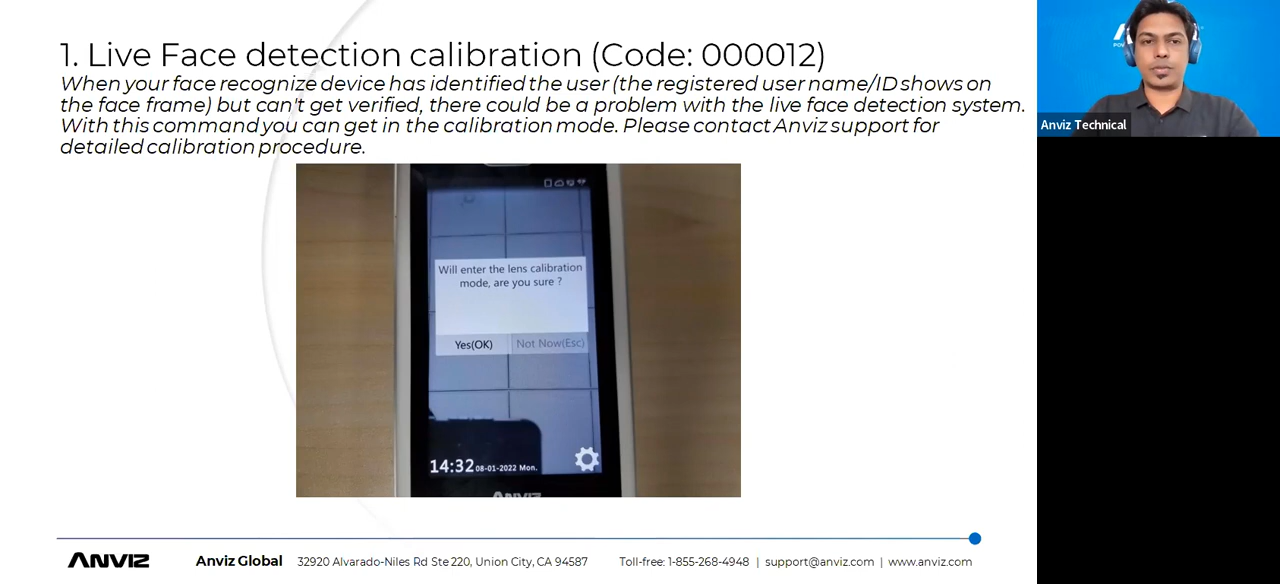 1. Live Face detection calibration (Code: 000012)
When your face recognize device has identified the user (the registered user name/ID shows on
the face frame) but can't get verified, there could be a problem with the live face detection system.
With this command you can get in the calibration mode. Please contact Anviz support for
detailed calibration procedure.
Anviz Technical
Will enter the lens calibration
mode, are you sure ?
Yes(OK) Not Now(Esc)
14:32 08-01-2022 Mon.
ANVIZ
ANVIZ Anviz Global 32920 Alvarado-Niles Rd Ste 220, Union City, CA 94587 Toll-free: 1-855-268-4948 | support@anviz.com | www.anviz.com